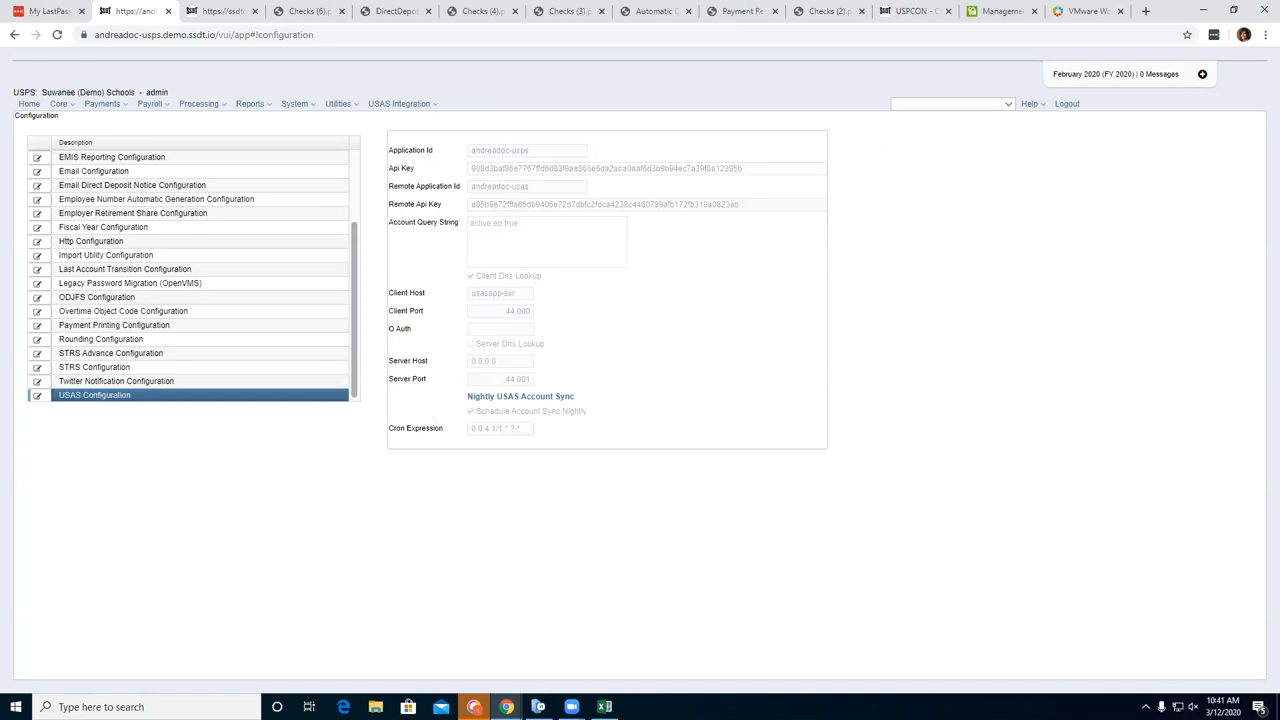 My LastPass
https://andr
https://ssdt
Checks (6).p
DirectDepos
Checks (4).p
Checks (3).p
Automatic C
Payment Re
Checks (2).p
USPCON - C
Managemen
VMware Wo
andreadoc-usps.demo.ssdt.io/vui/app#!configuration
February 2020 (FY 2020) | 0 Messages
USPS: Suwanee (Demo) Schools - admin
Home Core Payments Payroll Processing Reports System Utilities USAS Integration Help Logout
Configuration
Description
EMIS Reporting Configuration
Email Configuration
Email Direct Deposit Notice Configuration
Employee Number Automatic Generation Configuration
Employer Retirement Share Configuration
Fiscal Year Configuration
Http Configuration
Import Utility Configuration
Last Account Transition Configuration
Legacy Password Migration (OpenVMS)
ODJFS Configuration
Overtime Object Code Configuration
Payment Printing Configuration
Rounding Configuration
STRS Advance Configuration
STRS Configuration
Twitter Notification Configuration
USAS Configuration
Application Id andreadoc-usps
Api Key
Remote Application Id andreadoc-usas
Remote Api Key
Account Query String active.eq.true
Client Dns Lookup
Client Host usasapp-svr
Client Port 44.000
O Auth
Server Dns Lookup
Server Host 0.0.0.0
Server Port 44.001
Nightly USAS Account Sync
Schedule Account Sync Nightly
Cron Expression 0 0 4 1/1 * ? *
Type here to search
10:41 AM
3/12/2020